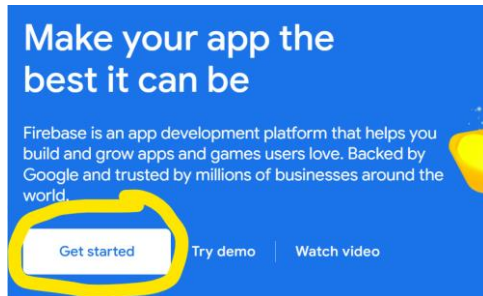 Make your app the
best it can be
Firebase is an app development platform that helps you
build and grow apps and games users love. Backed by
Google and trusted by millions of businesses around the
world.
Get started
Try demo
Watch video